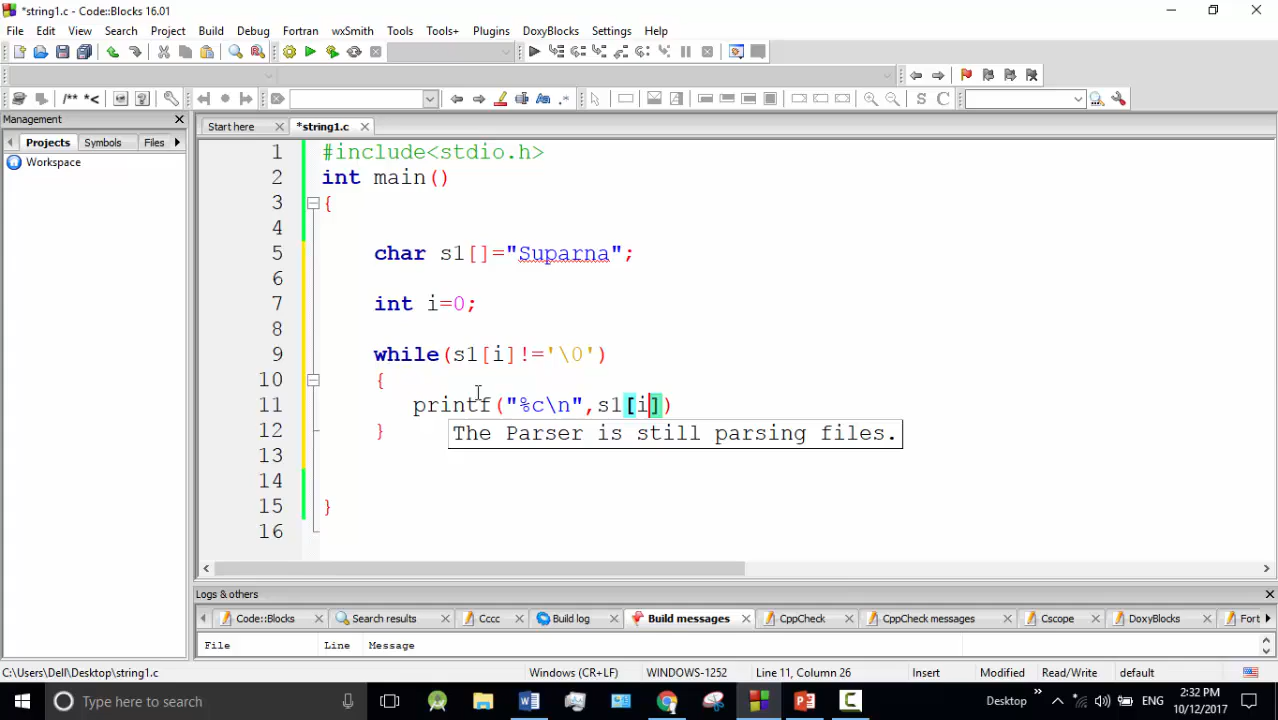 *string1.c - Code::Blocks 16.01
File Edit View Search Project Build Debug Fortran wxSmith Tools Tools+ Plugins DoxyBlocks Settings Help
/** *< S C
Management
Projects Symbols Files
Workspace
Start here *string1.c
1 #include<stdio.h>
2 int main()
3 {
4
5 char s1[]="Suparna";
6
7 int i=0;
8
9 while(s1[i]!='\0')
10 {
11 printf("%c\n",s1[i])
The Parser is still parsing files.
12 }
13
14
15 }
16
Logs & others
Code::Blocks Search results Cccc Build log Build messages CppCheck CppCheck messages Cscope DoxyBlocks Fort
File Line Message
C:\Users\Dell\Desktop\string1.c Windows (CR+LF) WINDOWS-1252 Line 11, Column 26 Insert Modified Read/Write default
Type here to search Desktop ENG 2:32 PM
10/12/2017